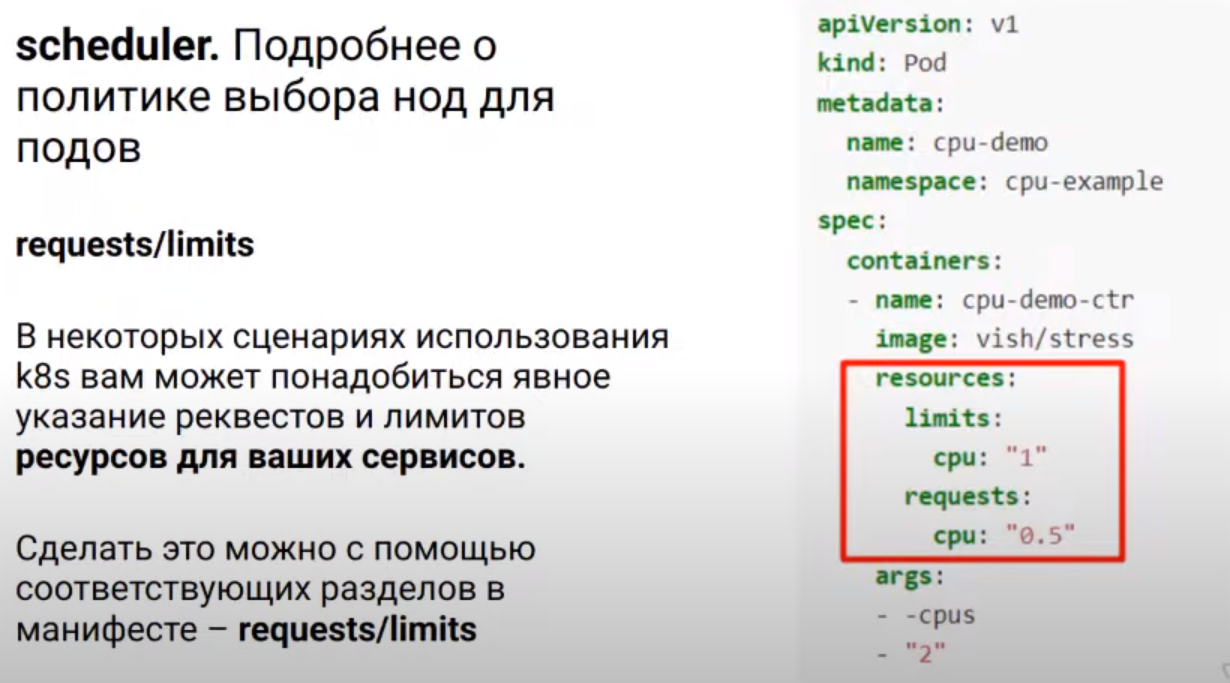 scheduler. Подробнее о
политике выбора нод для
подов
requests/limits
В некоторых сценариях использования
k8s вам может понадобиться явное
указание реквестов и лимитов
ресурсов для ваших сервисов.
Сделать это можно с помощью
соответствующих разделов в
манифесте – requests/limits
apiVersion: v1
kind: Pod
metadata:
  name: cpu-demo
  namespace: cpu-example
spec:
  containers:
  - name: cpu-demo-ctr
    image: vish/stress
    resources:
      limits:
        cpu: "1"
      requests:
        cpu: "0.5"
    args:
    - -cpus
    - "2"